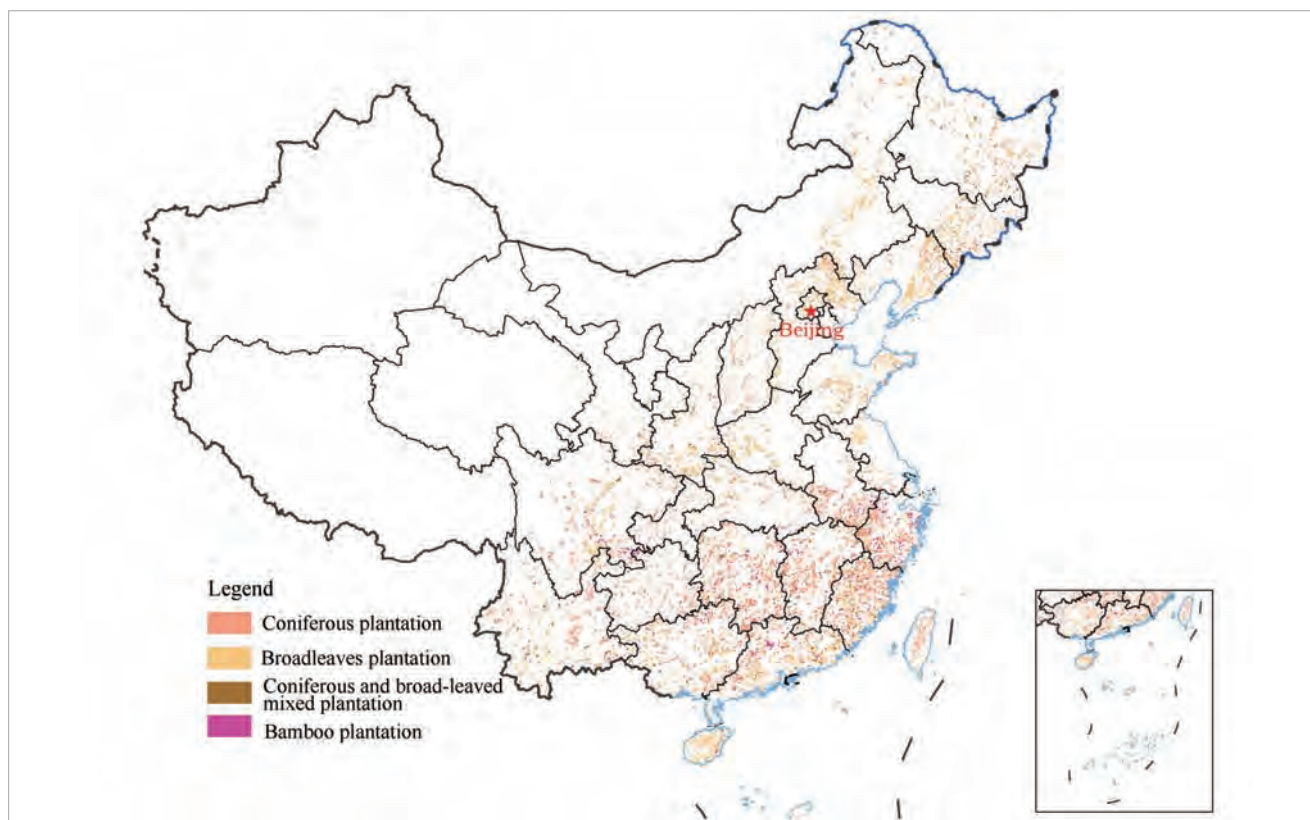 Beijing
Legend
Coniferous plantation
Broadleaves plantation
Coniferous and broad-leaved
mixed plantation
Bamboo plantation